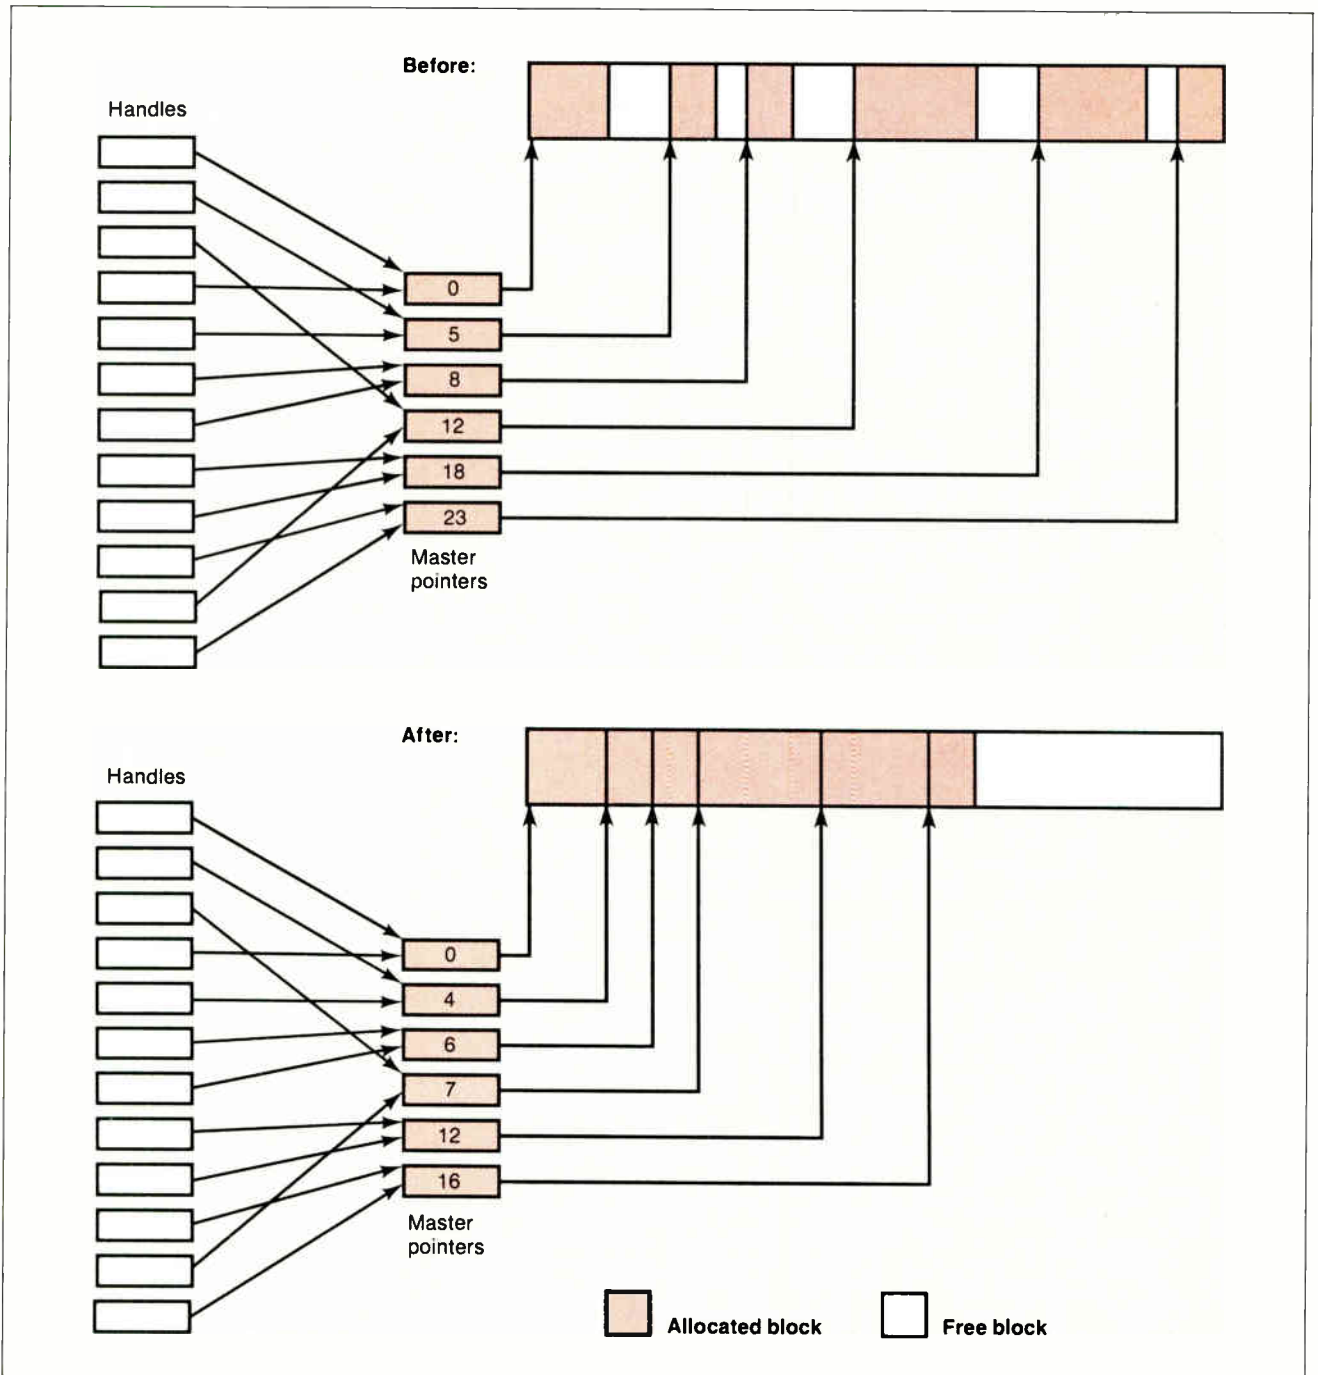 Before:
Handles
0
5
8
12
18
23
Master
pointers
After:
Handles
0
4
6
7
12
16
Master
pointers
Allocated block
Free block